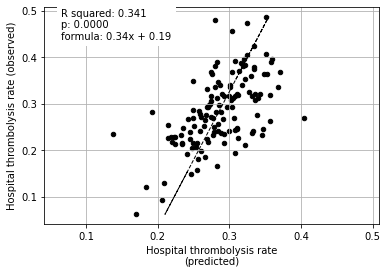 R squared: 0.341
p: 0.0000
formula: 0.34x + 0.19
Hospital thrombolysis rate (observed)
0.5
0.4
0.3
0.2
0.1
0.1 0.2 0.3 0.4 0.5
Hospital thrombolysis rate
(predicted)